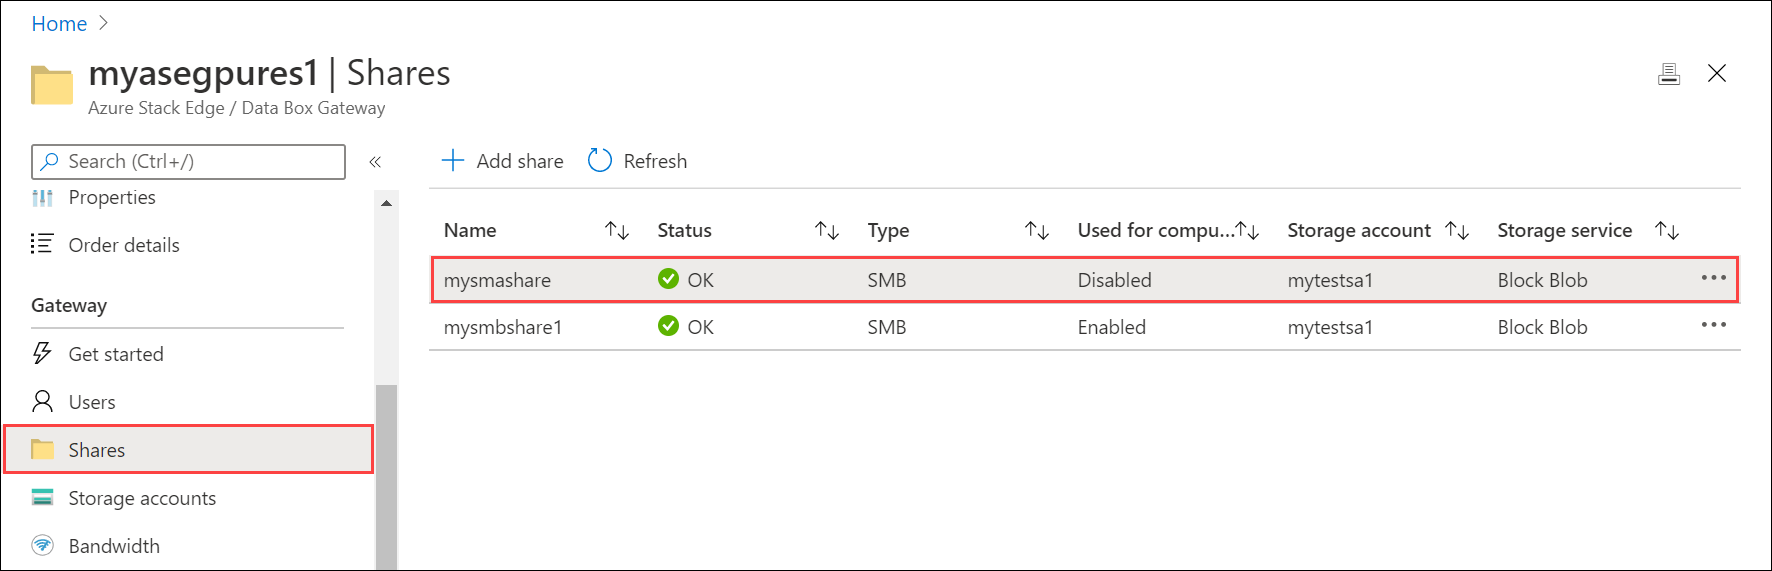 Home
myasegpures1 | Shares
Azure Stack Edge / Data Box Gateway
Search (Ctrl+/)
Properties
Order details
Gateway
Get started
Users
Shares
Storage accounts
Bandwidth
Add share Refresh
Name Status Type Used for compu... Storage account Storage service
mysmashare OK SMB Disabled mytestsa1 Block Blob
mysmbshare1 OK SMB Enabled mytestsa1 Block Blob